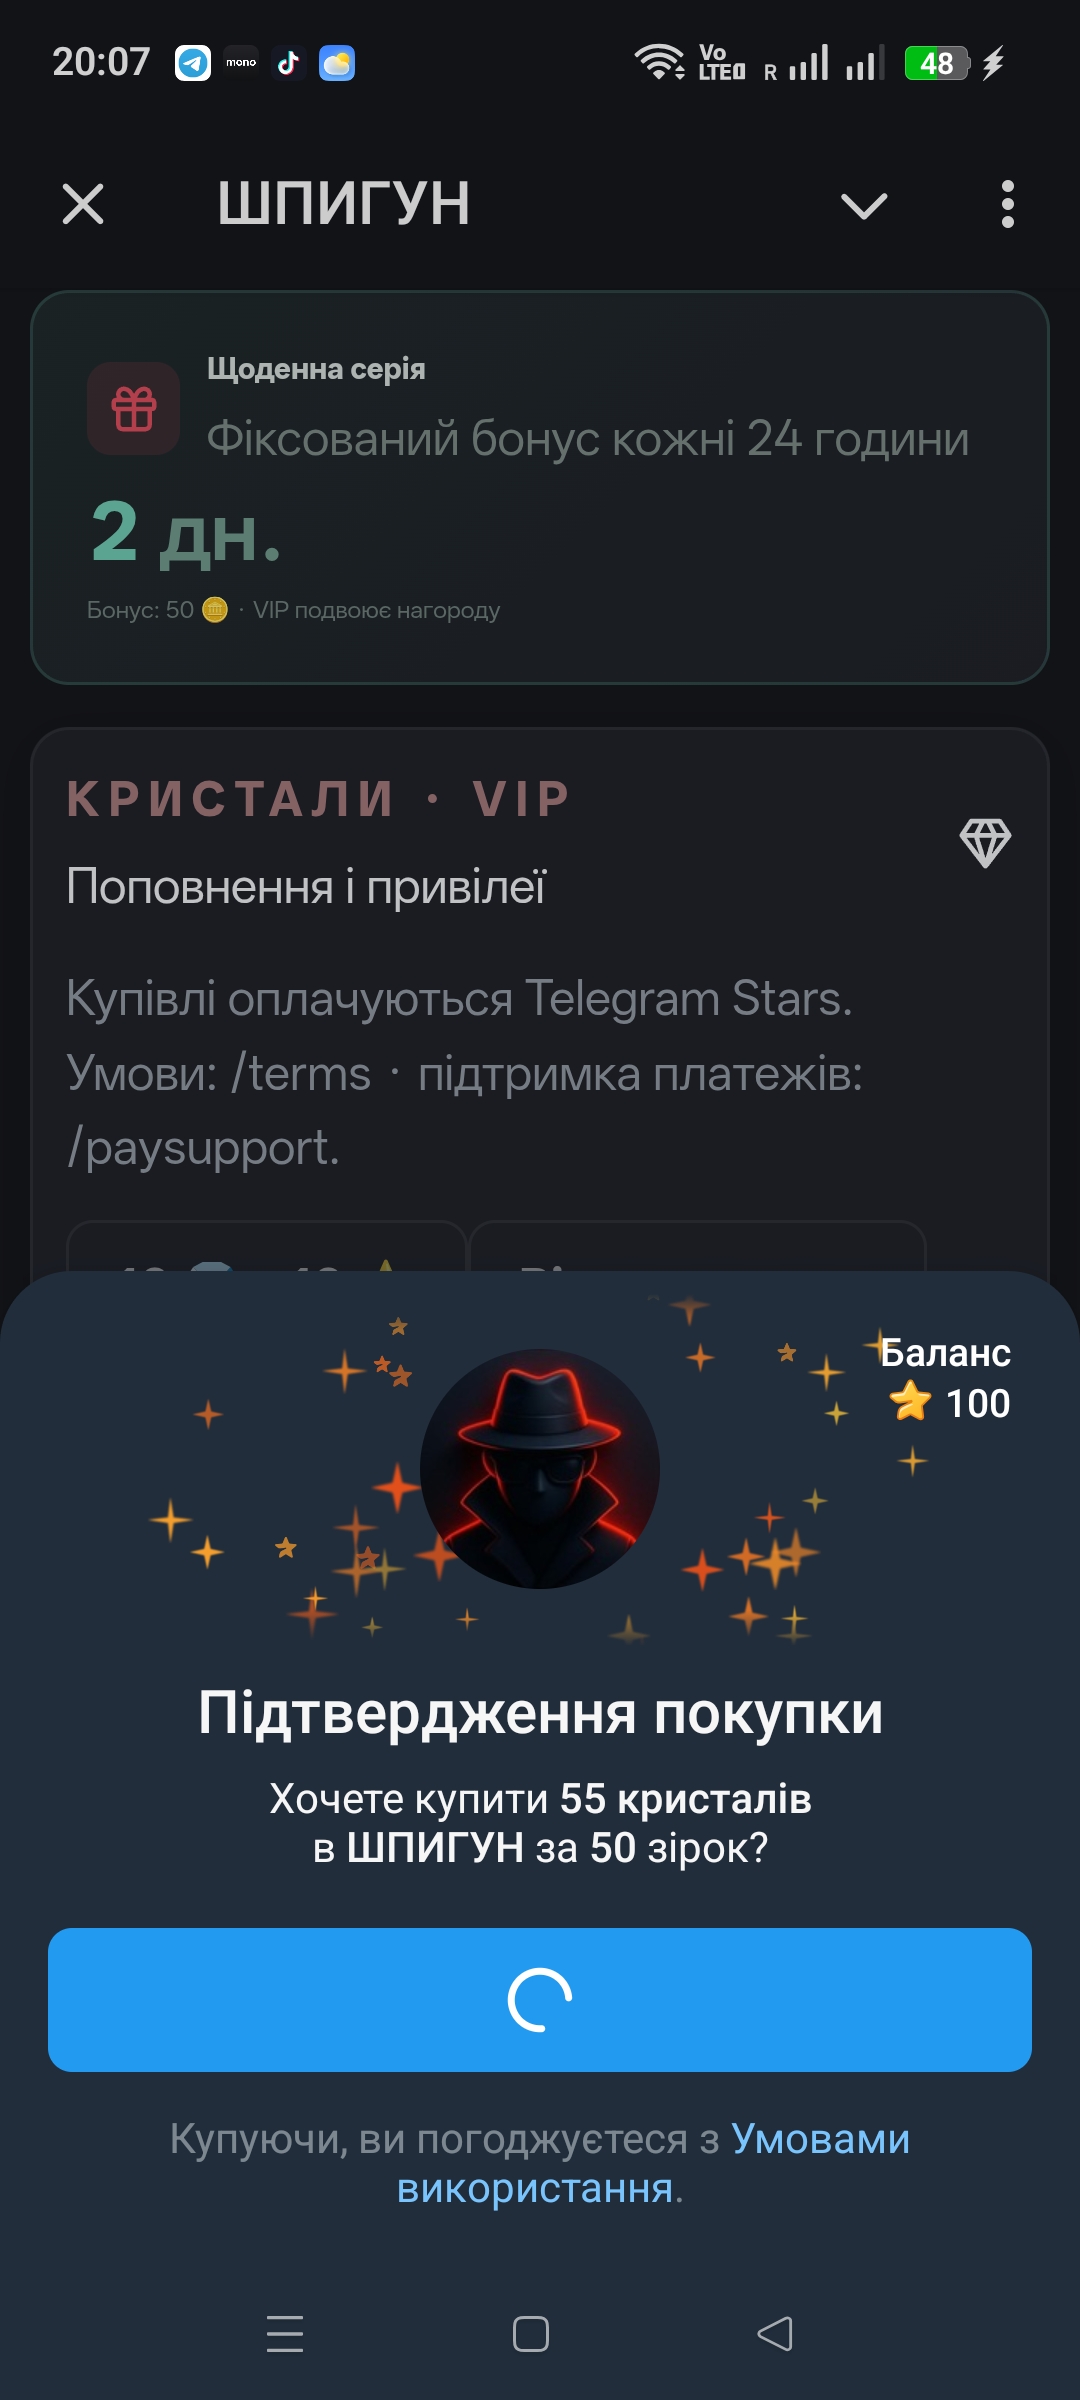 20:07
mono
Vo
LTE
R
48
ШПИГУН
Щоденна серія
Фіксований бонус кожні 24 години
2 дн.
Бонус: 50 🪙 · VIP подвоює нагороду
КРИСТАЛИ · VIP
Поповнення і привілеї
Купівлі оплачуються Telegram Stars.
Умови: /terms · підтримка платежів:
/paysupport.
Баланс
⭐ 100
Підтвердження покупки
Хочете купити 55 кристалів
в ШПИГУН за 50 зірок?
Купуючи, ви погоджуєтеся з Умовами
використання.